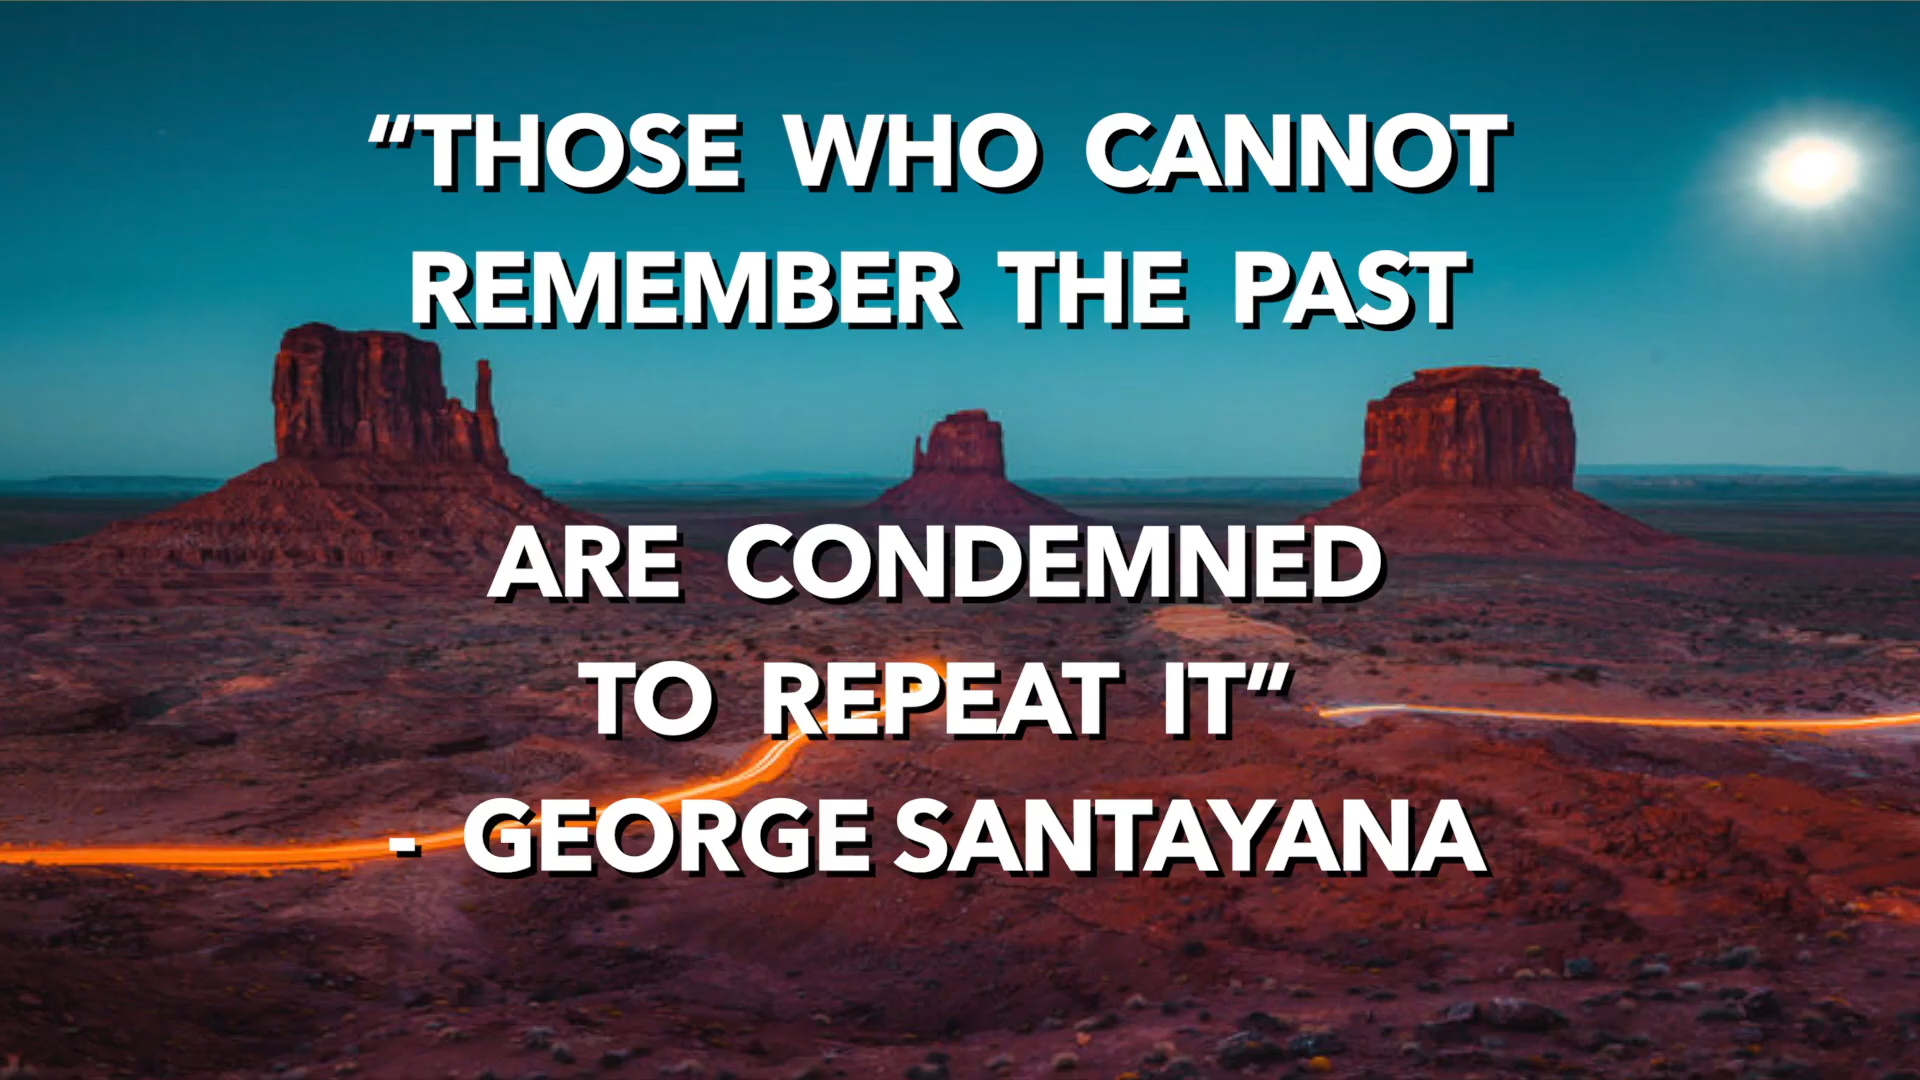 “THOSE WHO CANNOT
REMEMBER THE PAST
ARE CONDEMNED
TO REPEAT IT”
- GEORGE SANTAYANA